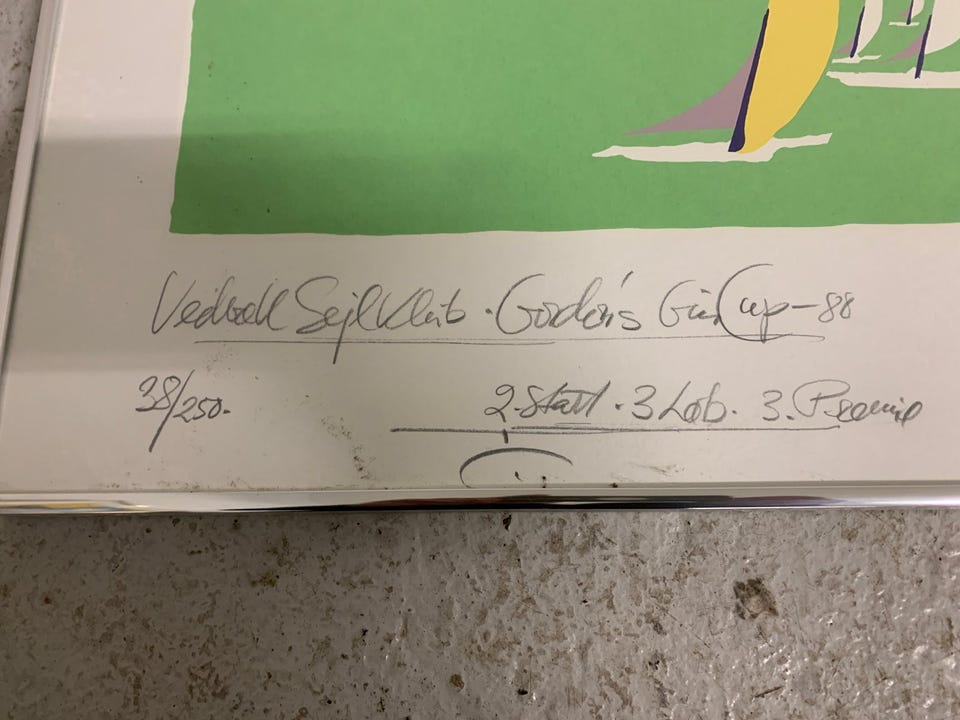 Vedbæk Sejlklub · Gordon's Gin Cup-88
38/250.
2. Start · 3 Løb · 3. Præmie